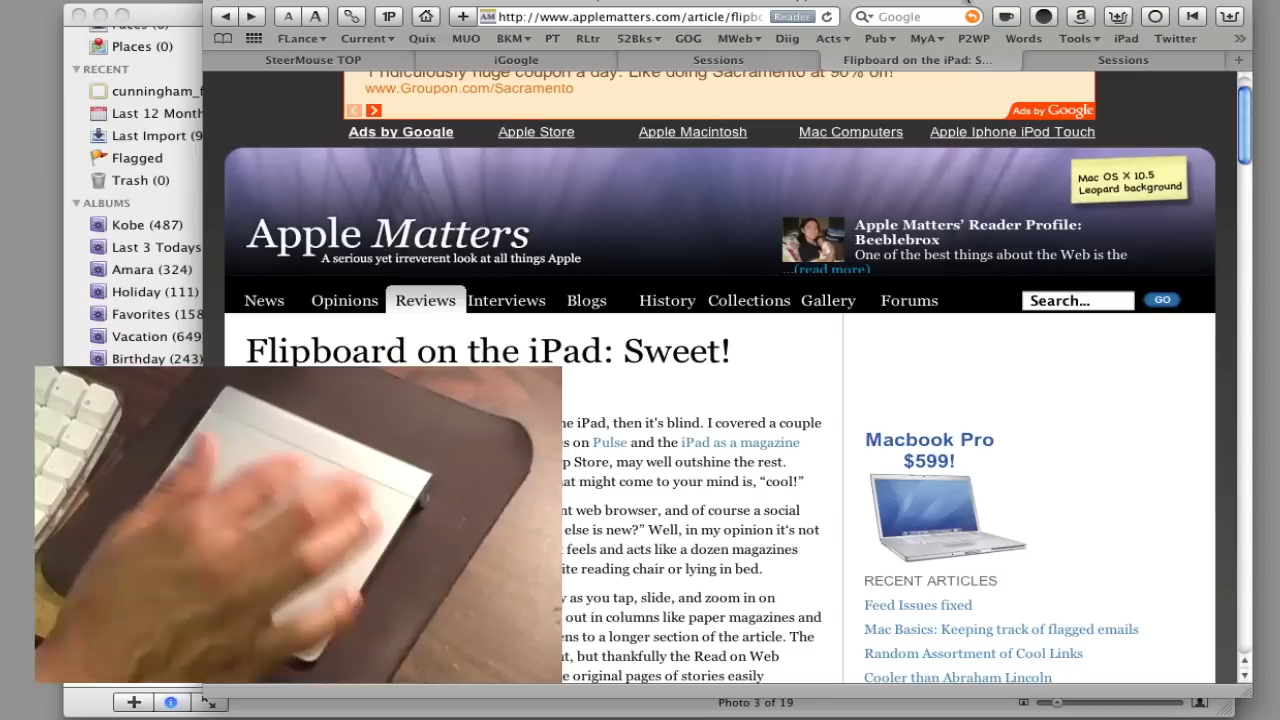 A
A
1P
+
AM http://www.applematters.com/article/flipb
Reader
Google
FLance
Current
Quix
MUO
BKM
PT
RLtr
52Bks
GOG
MWeb
Diig
Acts
Pub
MyA
P2WP
Words
Tools
iPad
Twitter
SteerMouse TOP
iGoogle
Sessions
Flipboard on the iPad: S...
Sessions
Places (0)
RECENT
cunningham_f
Last 12 Month
Last Import (9
Flagged
Trash (0)
ALBUMS
Kobe (487)
Last 3 Todays
Amara (324)
Holiday (111)
Favorites (158
Vacation (649
Birthday (243)
ridiculously huge coupon a day. Like doing Sacramento at 90% off!
www.Groupon.com/Sacramento
Ads by Google
Ads by Google
Apple Store
Apple Macintosh
Mac Computers
Apple Iphone iPod Touch
Mac OS X 10.5
Leopard background
Apple Matters
A serious yet irreverent look at all things Apple
Apple Matters’ Reader Profile:
Beeblebrox
One of the best things about the Web is the
...(read more)
News
Opinions
Reviews
Interviews
Blogs
History
Collections
Gallery
Forums
Search...
GO
Flipboard on the iPad: Sweet!
e iPad, then it's blind. I covered a couple
s on Pulse and the iPad as a magazine
p Store, may well outshine the rest.
at might come to your mind is, “cool!”
nt web browser, and of course a social
else is new?” Well, in my opinion it's not
feels and acts like a dozen magazines
ite reading chair or lying in bed.
y as you tap, slide, and zoom in on
out in columns like paper magazines and
ens to a longer section of the article. The
t, but thankfully the Read on Web
e original pages of stories easily
Macbook Pro
$599!
RECENT ARTICLES
Feed Issues fixed
Mac Basics: Keeping track of flagged emails
Random Assortment of Cool Links
Cooler than Abraham Lincoln
Photo 3 of 19